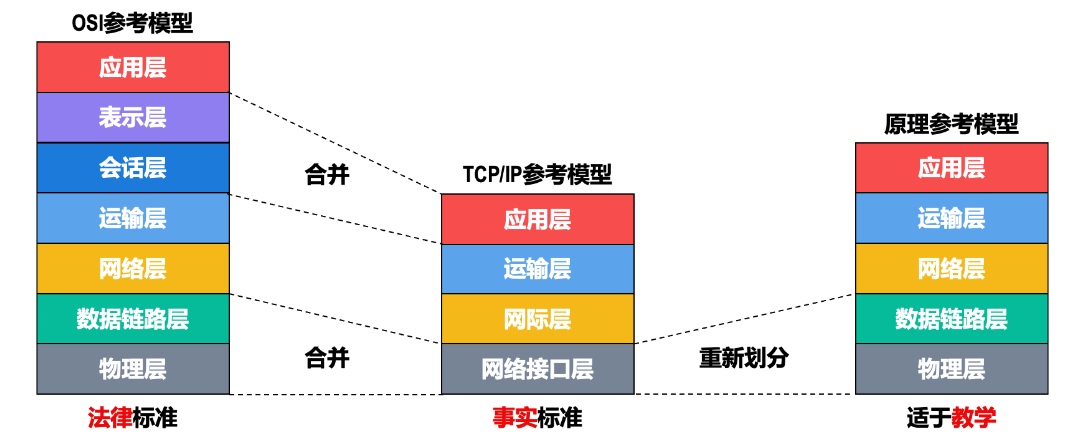 OSI参考模型
应用层
表示层
会话层
运输层
网络层
数据链路层
物理层
法律标准
合并
合并
TCP/IP参考模型
应用层
运输层
网际层
网络接口层
事实标准
重新划分
原理参考模型
应用层
运输层
网络层
数据链路层
物理层
适于教学